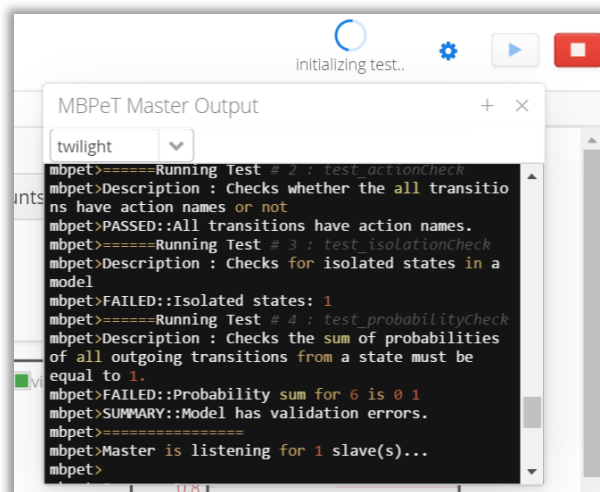 initializing test..
MBPeT Master Output
twilight
mbpet>======Running Test # 2 : test_actionCheck
mbpet>Description : Checks whether the all transitio
ns have action names or not
mbpet>PASSED::All transitions have action names.
mbpet>======Running Test # 3 : test_isolationCheck
mbpet>Description : Checks for isolated states in a
model
mbpet>FAILED::Isolated states: 1
mbpet>======Running Test # 4 : test_probabilityCheck
mbpet>Description : Checks the sum of probabilities
of all outgoing transitions from a state must be
equal to 1.
mbpet>FAILED::Probability sum for 6 is 0 1
mbpet>SUMMARY::Model has validation errors.
mbpet>================
mbpet>Master is listening for 1 slave(s)...
mbpet>
0.8